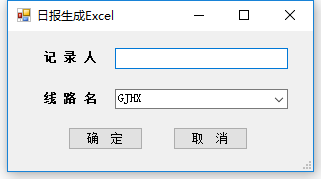 日报生成Excel
记 录 人
线 路 名 GJHX
确 定 取 消